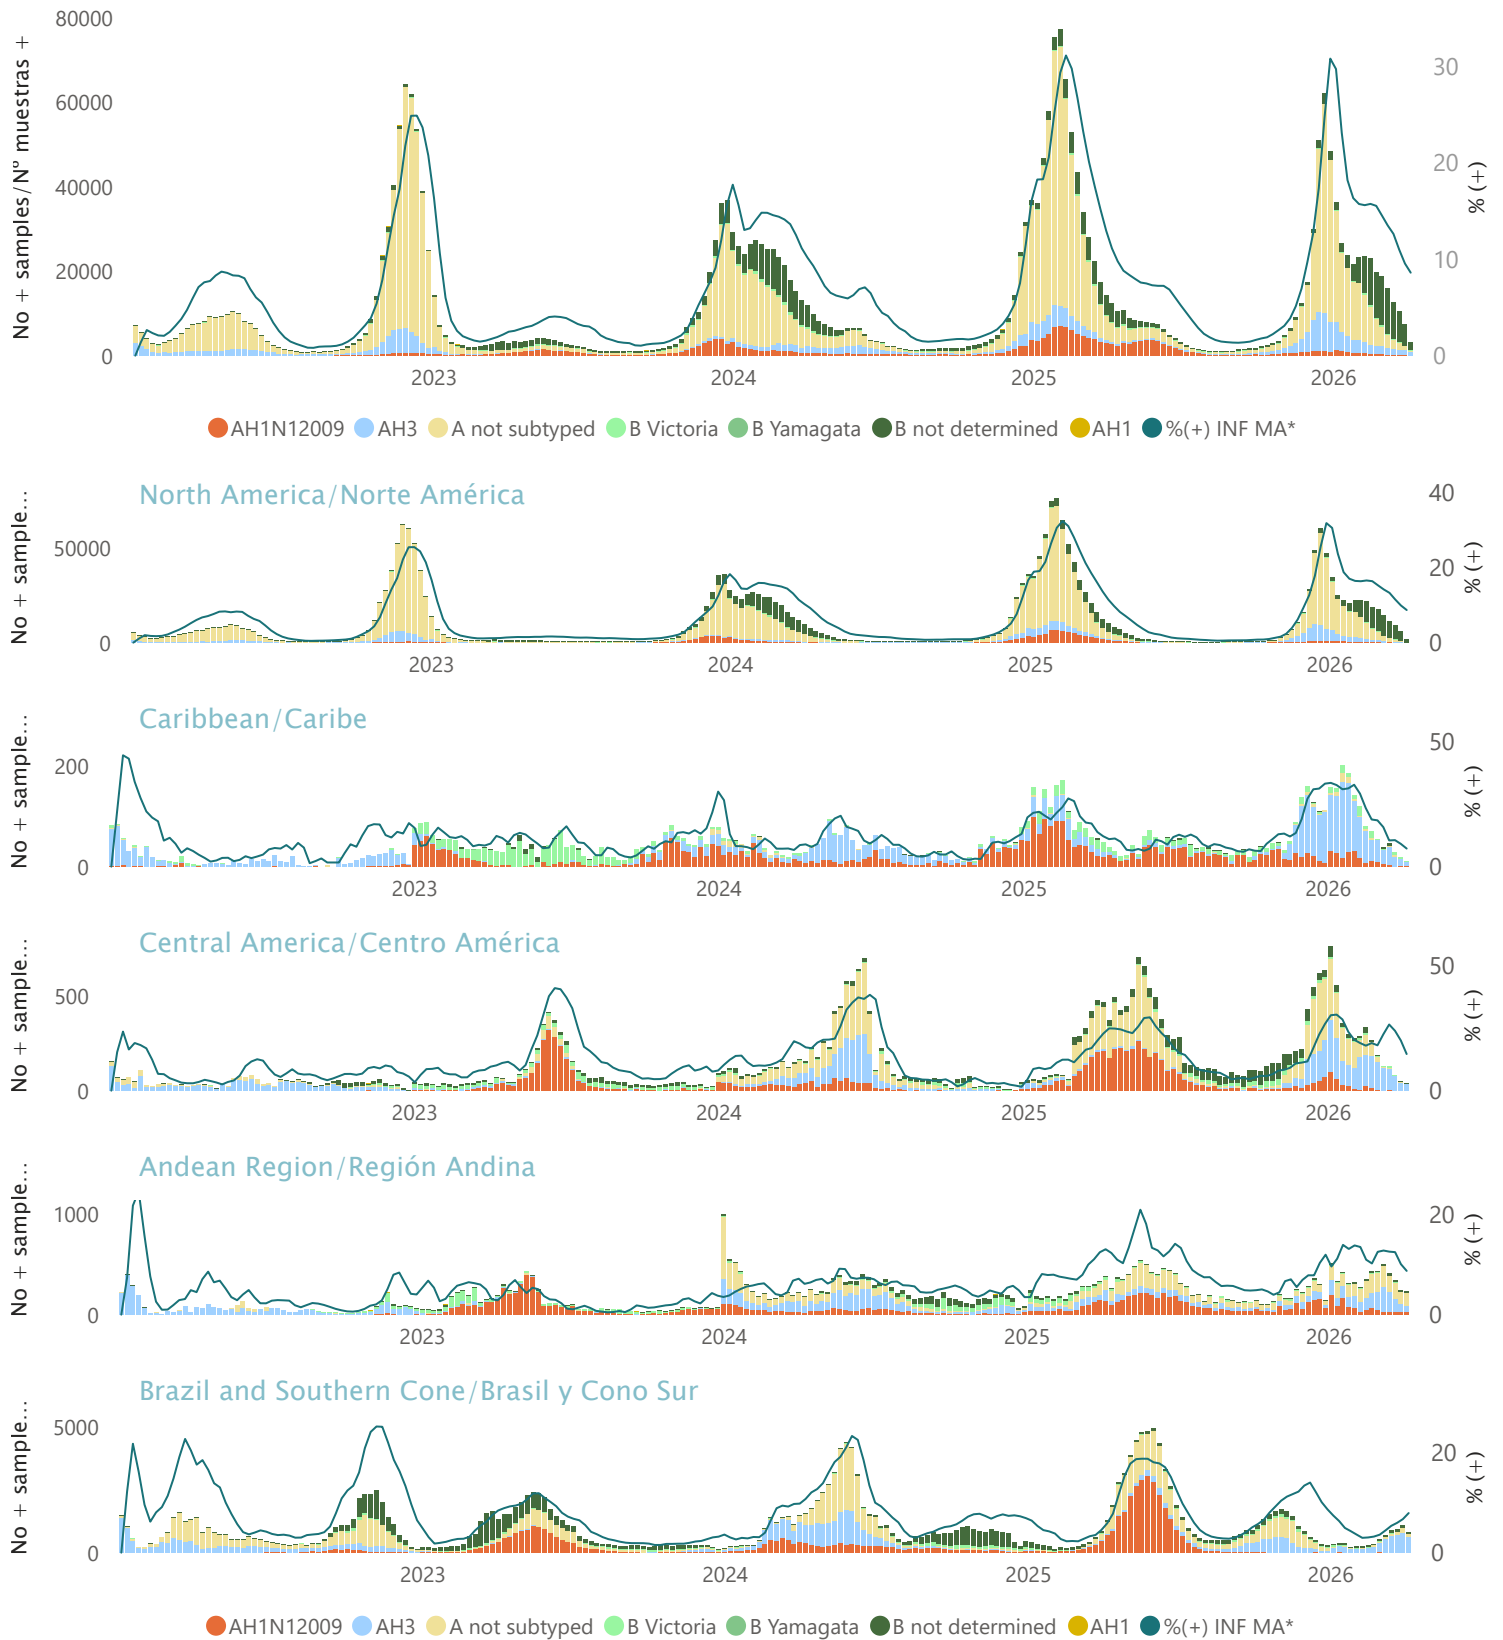 80000
60000
40000
20000
0
No + samples/N° muestras +
30
20
10
0
% (+)
2023 2024 2025 2026
AH1N12009 AH3 A not subtyped B Victoria B Yamagata B not determined AH1 %(+) INF MA*
North America/Norte América
No + sample...
50000
0
40
20
0
% (+)
2023 2024 2025 2026
Caribbean/Caribe
No + sample...
200
0
50
0
% (+)
2023 2024 2025 2026
Central America/Centro América
No + sample...
500
0
50
0
% (+)
2023 2024 2025 2026
Andean Region/Región Andina
No + sample...
1000
0
20
0
% (+)
2023 2024 2025 2026
Brazil and Southern Cone/Brasil y Cono Sur
No + sample...
5000
0
20
0
% (+)
2023 2024 2025 2026
AH1N12009 AH3 A not subtyped B Victoria B Yamagata B not determined AH1 %(+) INF MA*